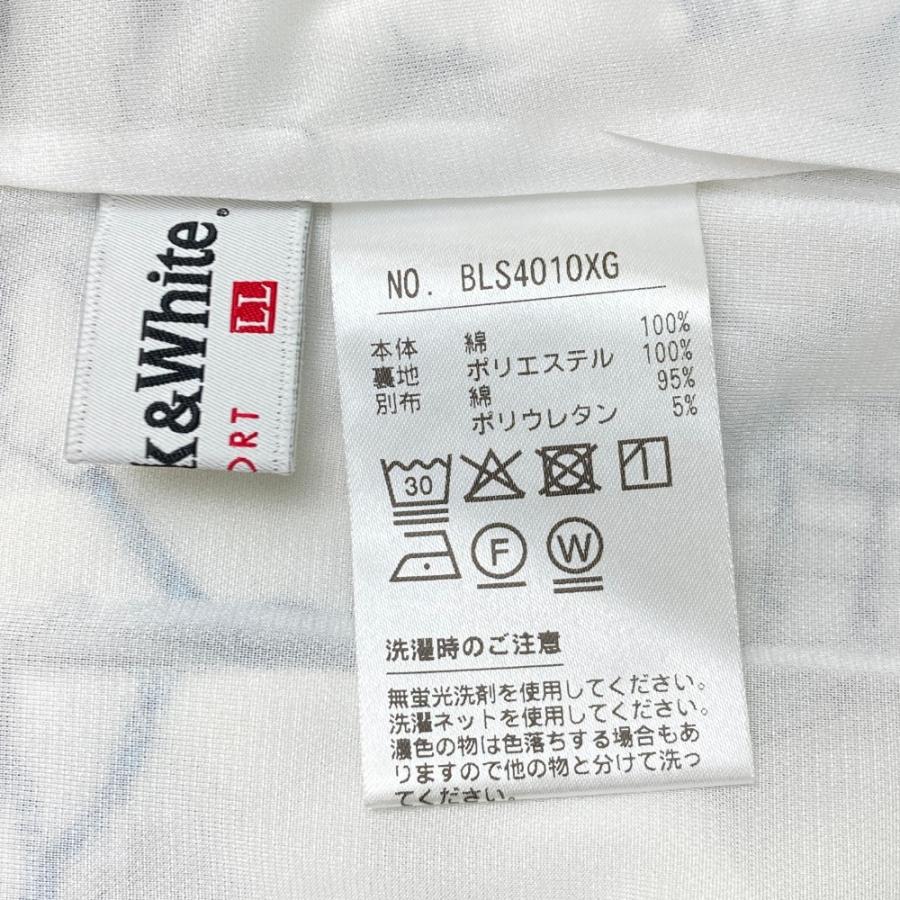 &White®
LL
ORT
NO. BLS4010XG
本体 綿 100%
裏地 ポリエステル 100%
別布 綿 95%
ポリウレタン 5%
30
F W
洗濯時のご注意
無蛍光洗剤を使用してください。
洗濯ネットを使用してください。
濃色の物は色落ちする場合もあ
りますので他の物と分けて洗っ
てください。